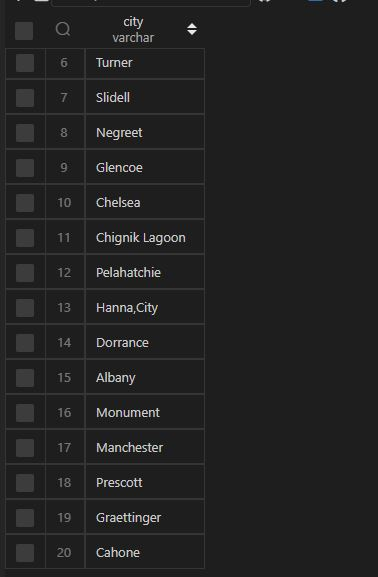 city
varchar
6 Turner
7 Slidell
8 Negreet
9 Glencoe
10 Chelsea
11 Chignik Lagoon
12 Pelahatchie
13 Hanna,City
14 Dorrance
15 Albany
16 Monument
17 Manchester
18 Prescott
19 Graettinger
20 Cahone